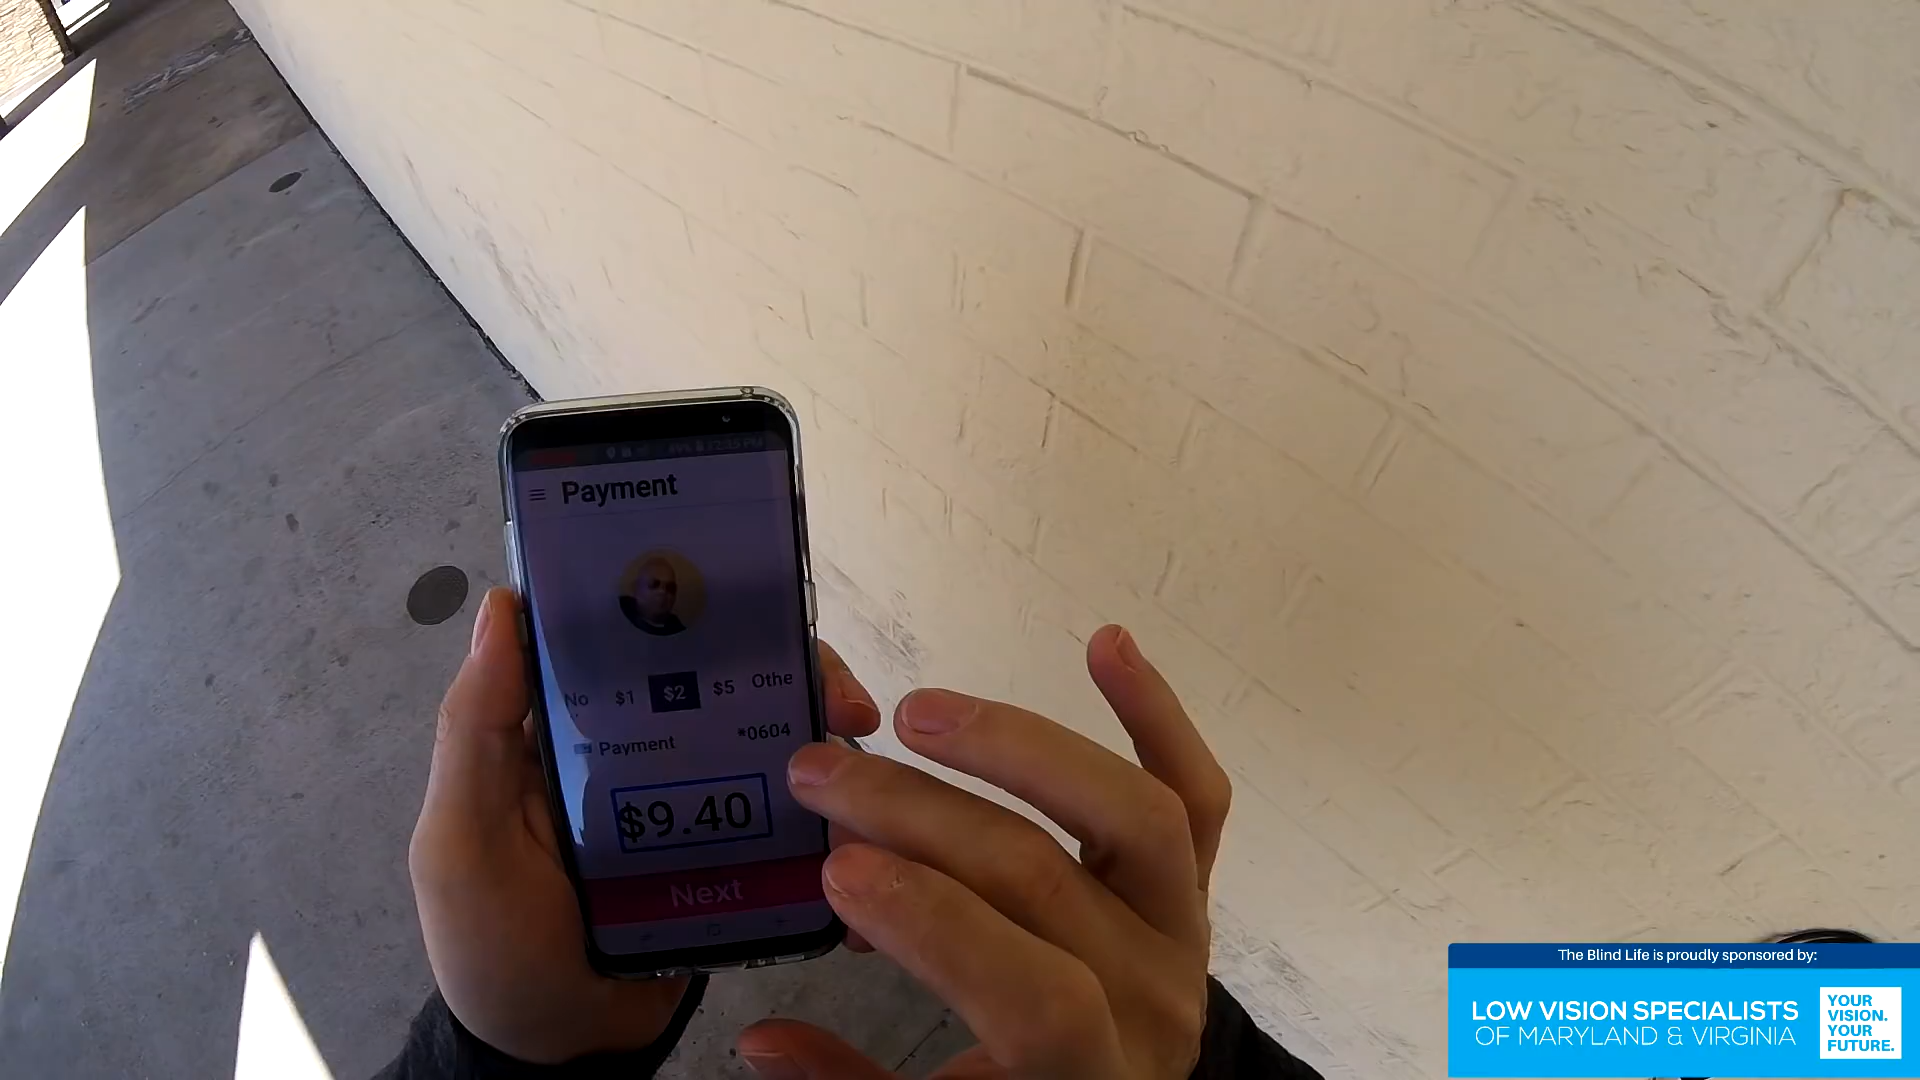 Payment
No $1 $2 $5 Othe
Payment *0604
$9.40
Next
The Blind Life is proudly sponsored by:
LOW VISION SPECIALISTS
OF MARYLAND & VIRGINIA
YOUR
VISION.
YOUR
FUTURE.